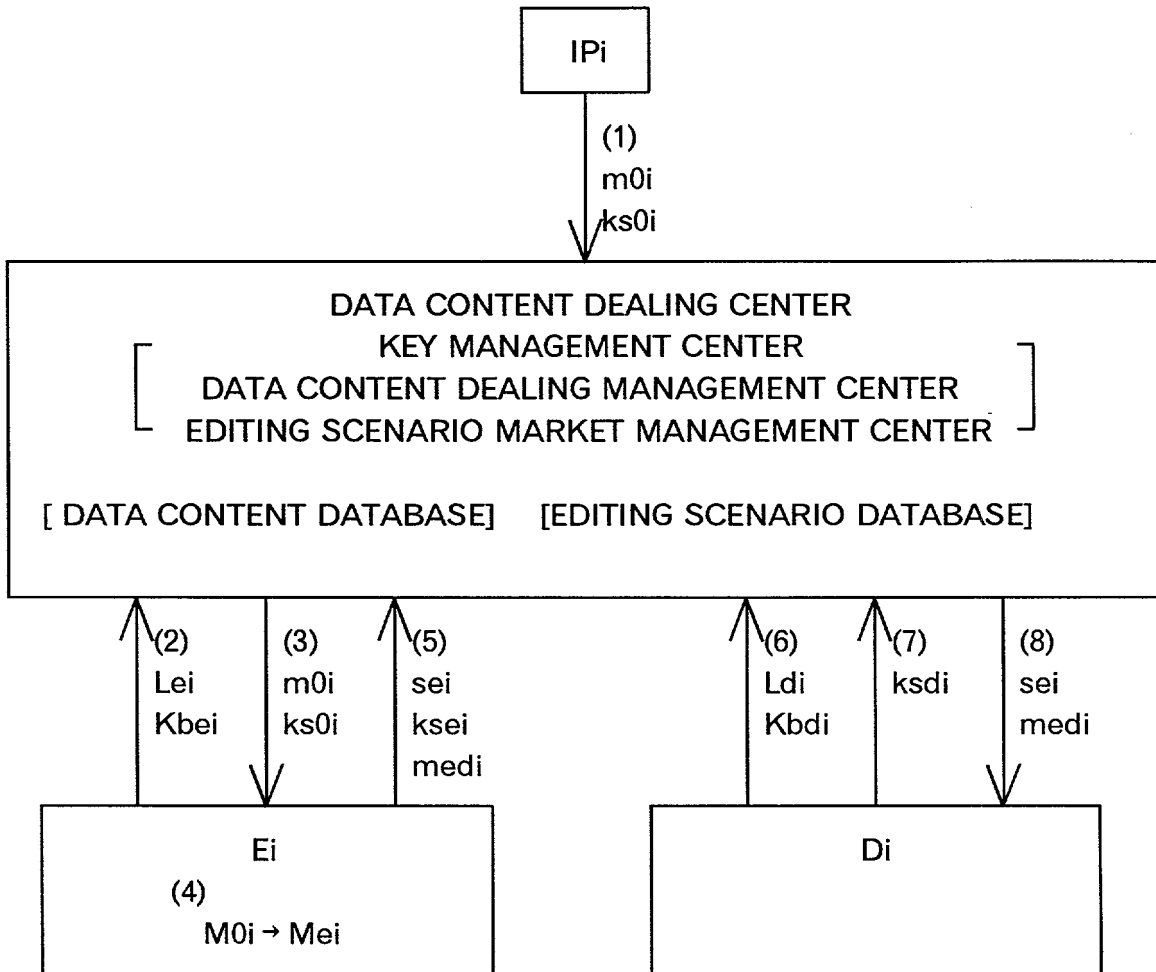 IPi
(1)
m0i
ks0i
DATA CONTENT DEALING CENTER
KEY MANAGEMENT CENTER
DATA CONTENT DEALING MANAGEMENT CENTER
EDITING SCENARIO MARKET MANAGEMENT CENTER
[ DATA CONTENT DATABASE] [EDITING SCENARIO DATABASE]
(2)
Lei
Kbei
(3)
m0i
ks0i
(5)
sei
ksei
medi
(6)
Ldi
Kbdi
(7)
ksdi
(8)
sei
medi
Ei
(4)
M0i → Mei
Di